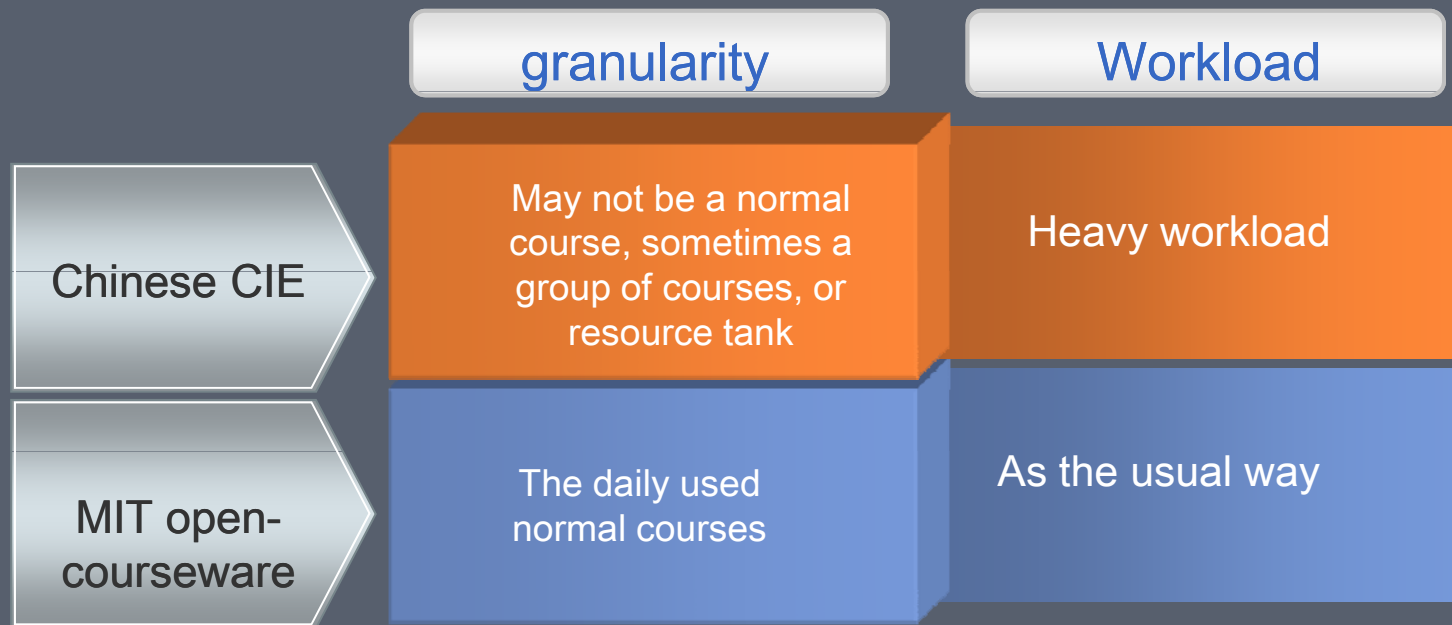 granularity
Workload
Chinese CIE
May not be a normal
course, sometimes a
group of courses, or
resource tank
Heavy workload
MIT open-
courseware
The daily used
normal courses
As the usual way